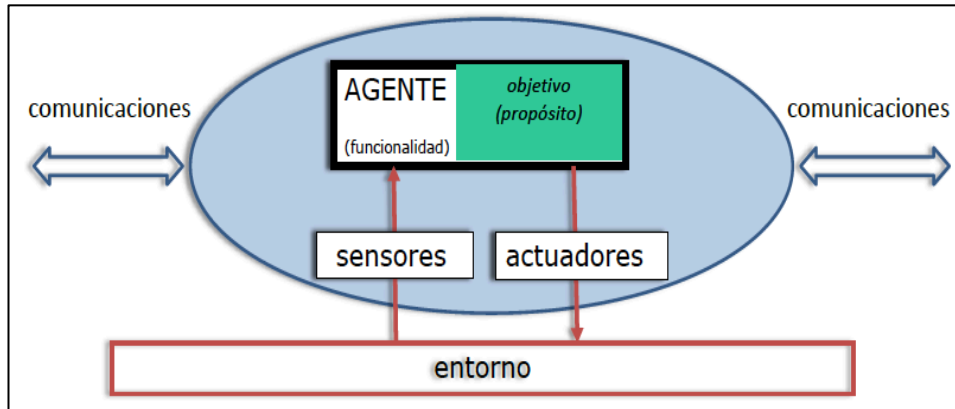 AGENTE
(funcionalidad)
objetivo
(propósito)
comunicaciones
comunicaciones
sensores
actuadores
entorno